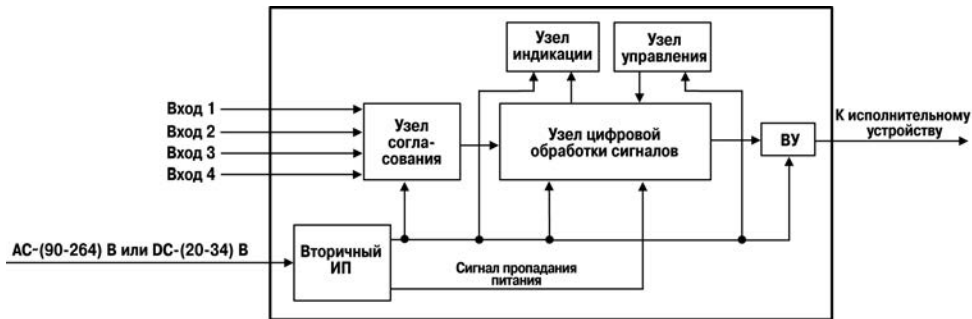 Узел
индикации
Узел
управления
Вход 1
Вход 2
Вход 3
Вход 4
Узел
согла-
сования
Узел цифровой
обработки сигналов
ВУ
К исполнительному
устройству
AC-(90-264) В или DC-(20-34) В
Вторичный
ИП
Сигнал пропадания
питания